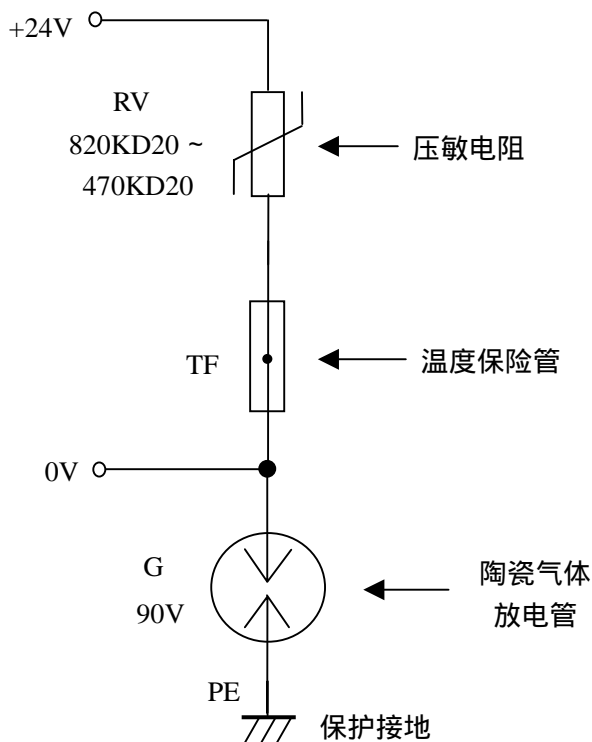 +24V
RV
820KD20 ~
470KD20
压敏电阻
TF
温度保险管
0V
G
90V
陶瓷气体
放电管
PE
保护接地